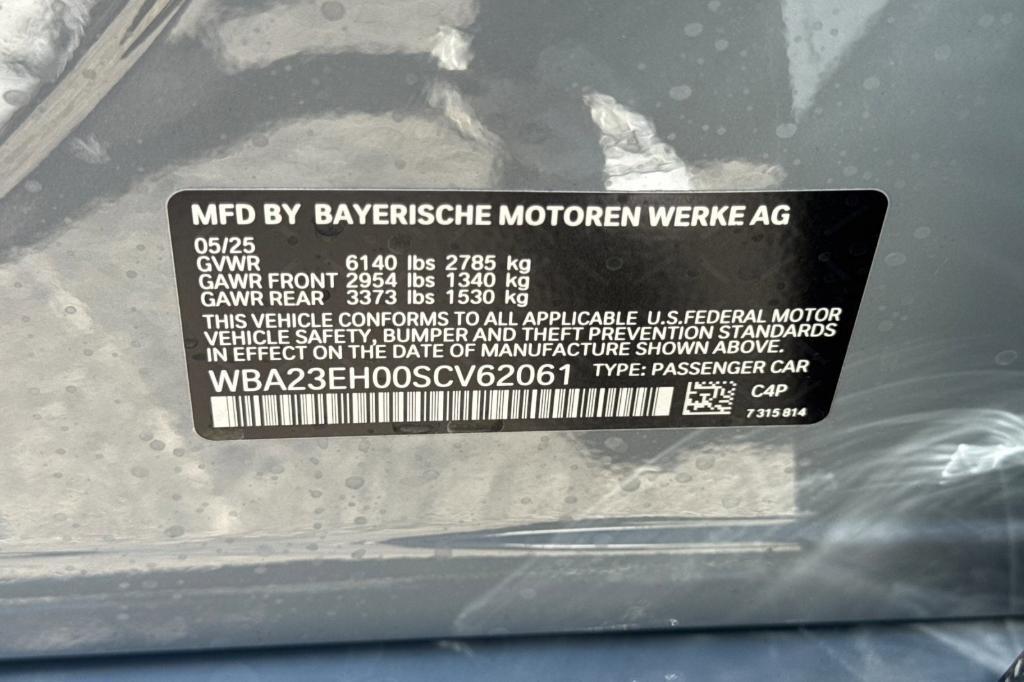 MFD BY BAYERISCHE MOTOREN WERKE AG
05/25
GVWR 6140 lbs 2785 kg
GAWR FRONT 2954 lbs 1340 kg
GAWR REAR 3373 lbs 1530 kg
THIS VEHICLE CONFORMS TO ALL APPLICABLE U.S.FEDERAL MOTOR
VEHICLE SAFETY, BUMPER AND THEFT PREVENTION STANDARDS
IN EFFECT ON THE DATE OF MANUFACTURE SHOWN ABOVE.
WBA23EH00SCV62061 TYPE: PASSENGER CAR
C4P
7 315 814